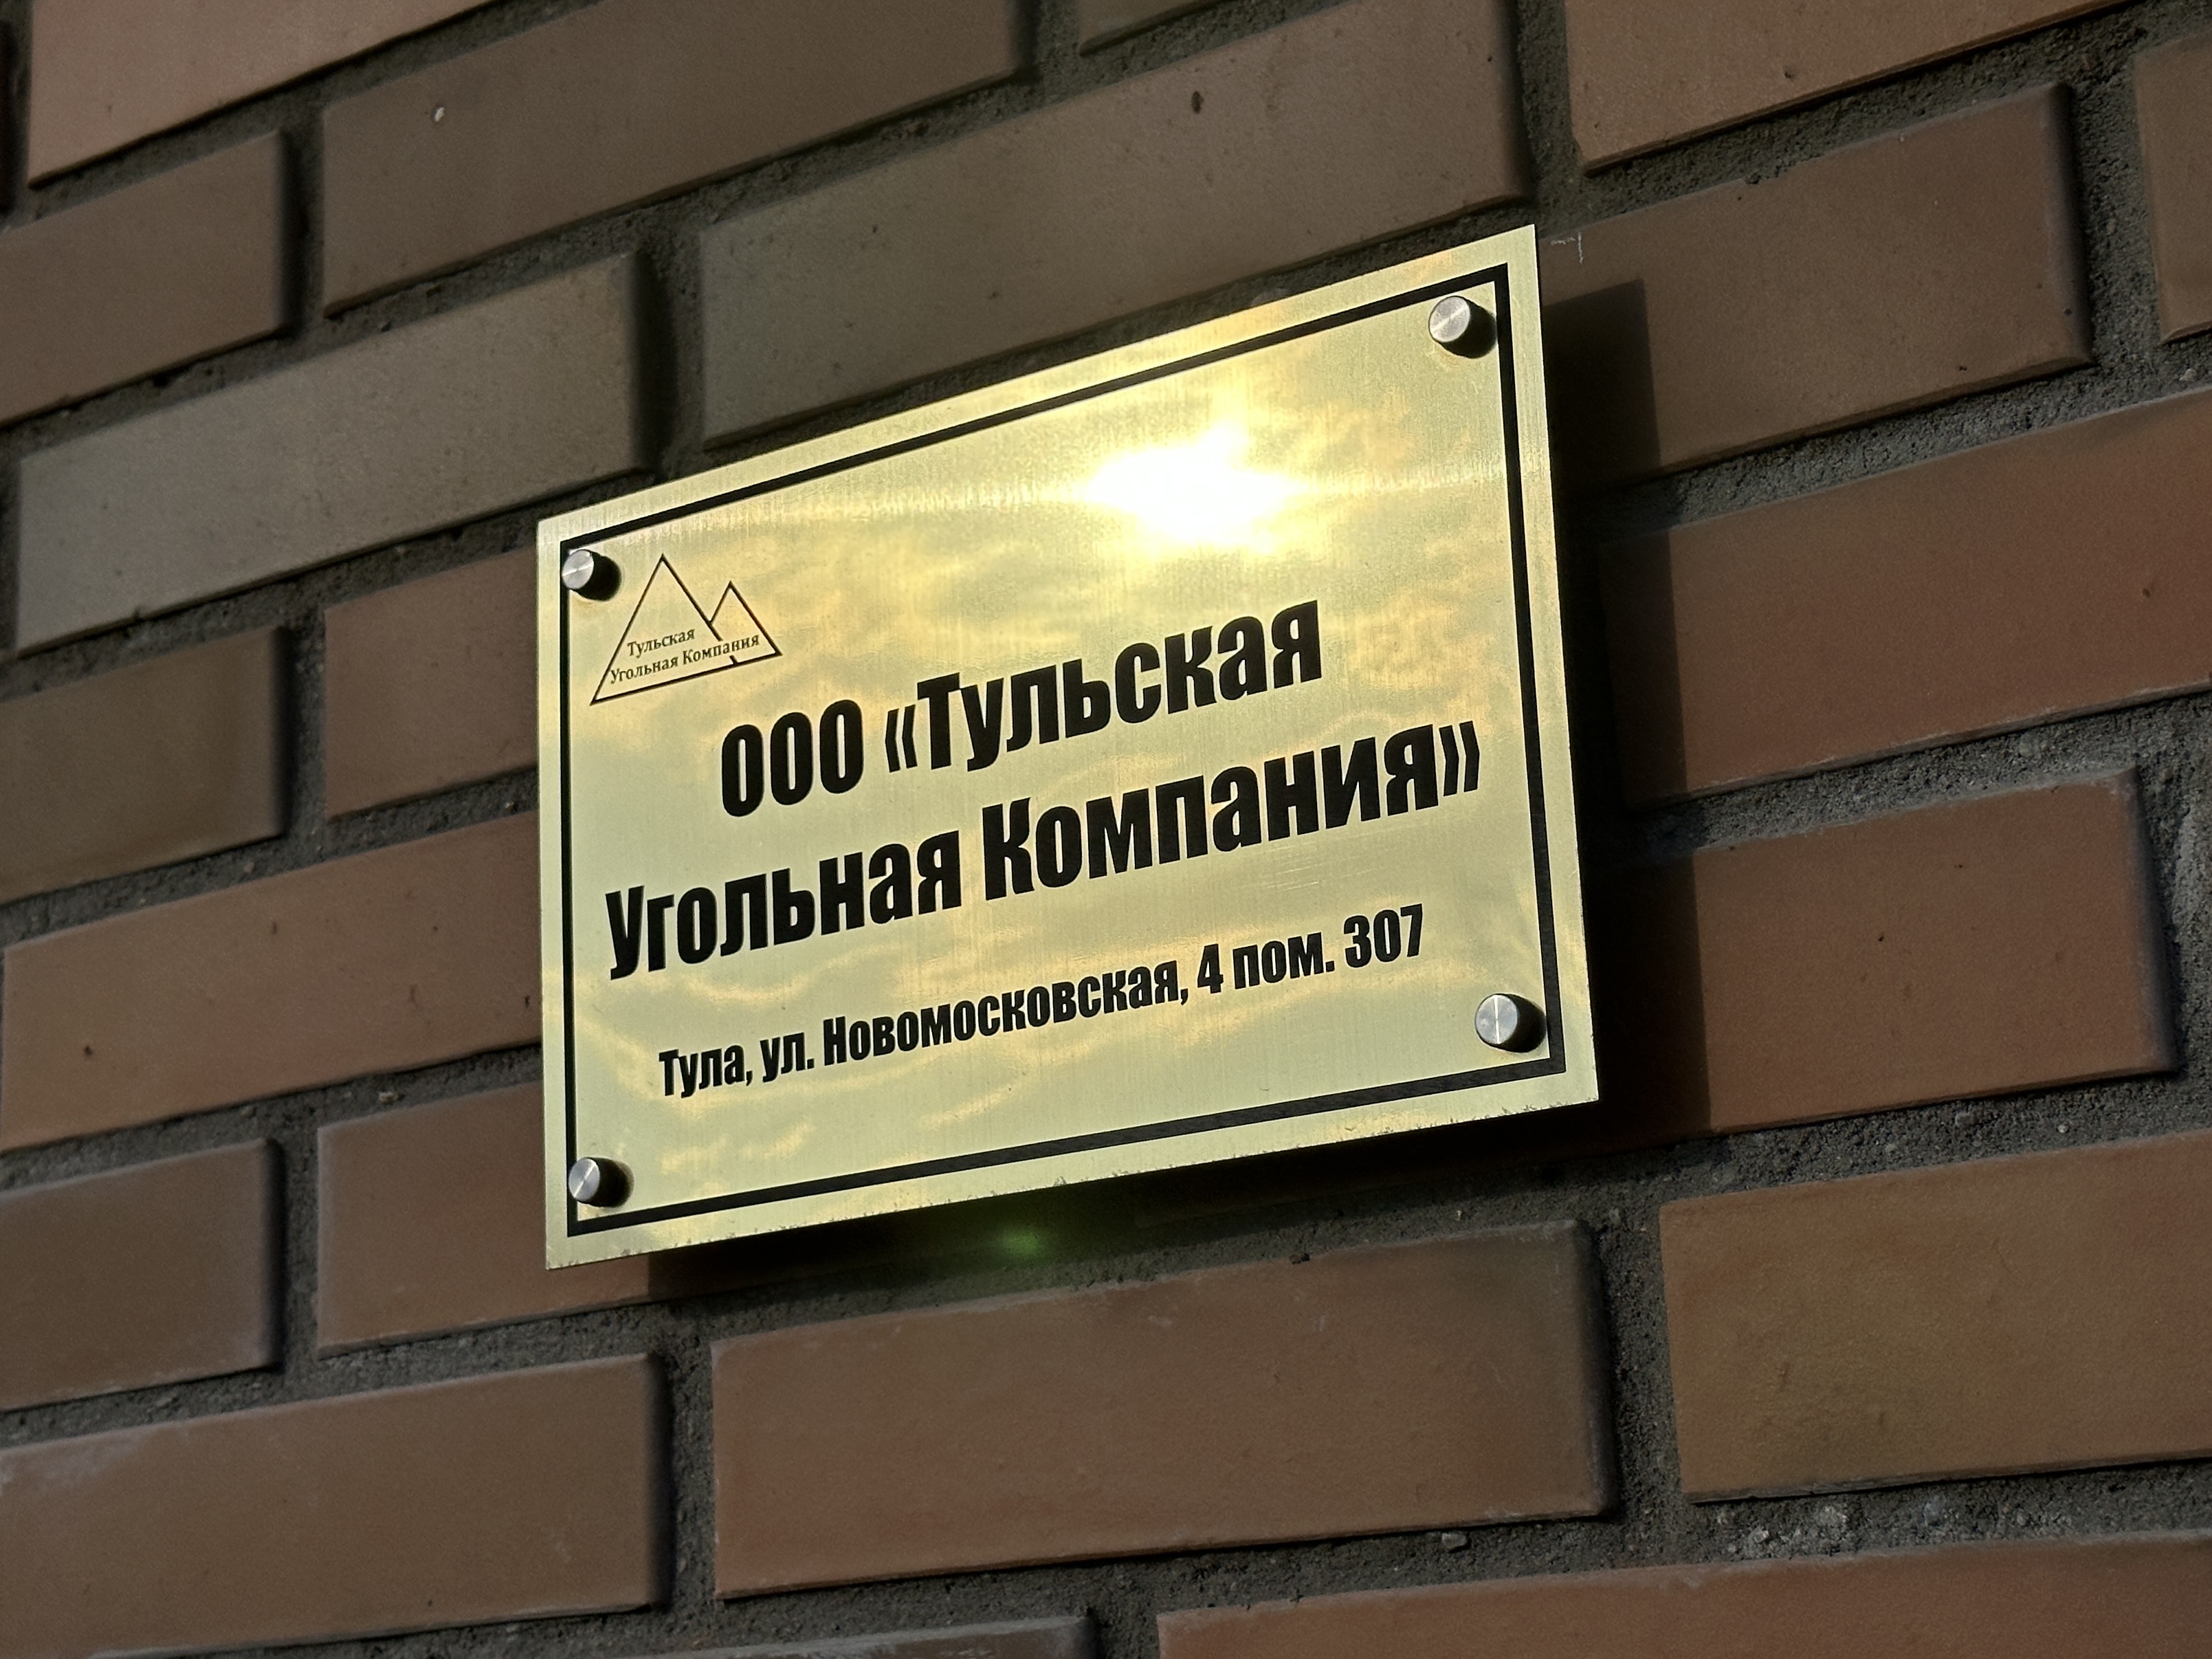 Тульская
Угольная Компания
ООО «Тульская
Угольная Компания»
Тула, ул. Новомосковская, 4 пом. 307